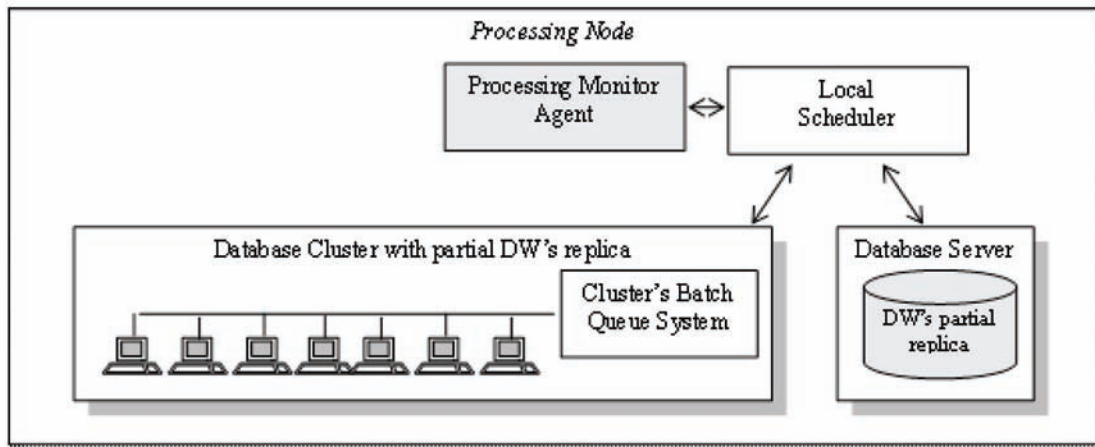 Processing Node
Processing Monitor
Agent
Local
Scheduler
Database Cluster with partial DW's replica
Cluster's Batch
Queue System
Database Server
DW's partial
replica